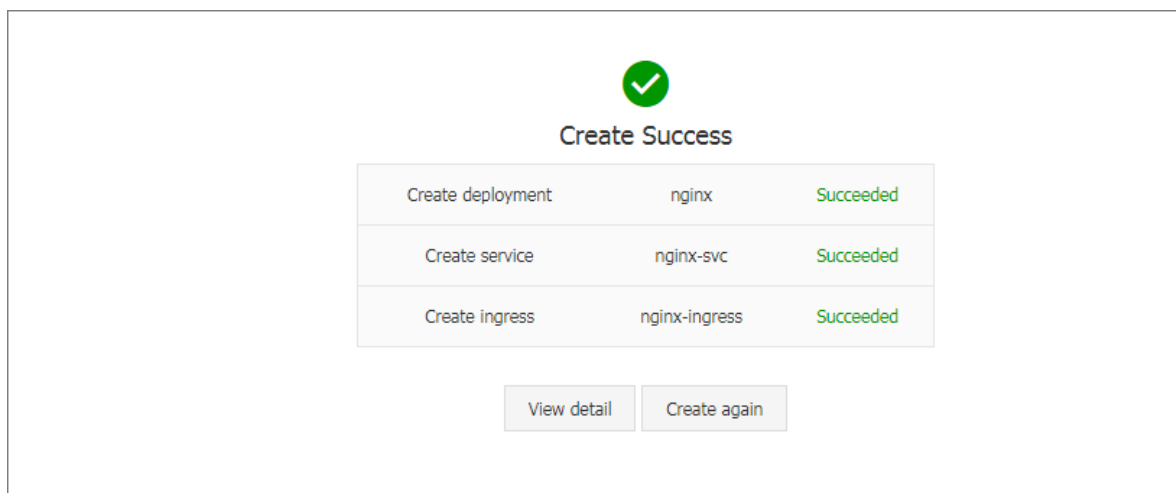 Create Success
Create deployment nginx Succeeded
Create service nginx-svc Succeeded
Create ingress nginx-ingress Succeeded
View detail Create again